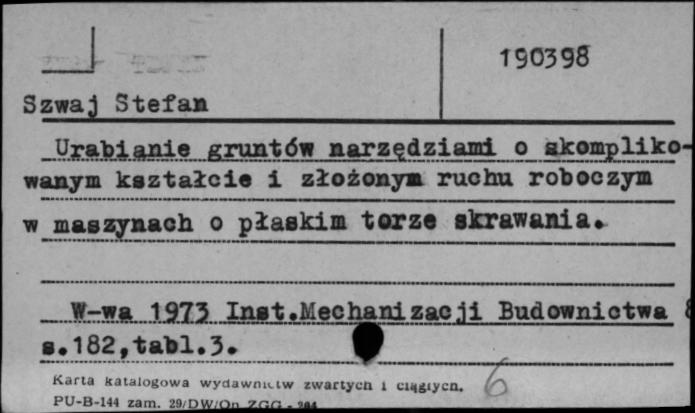 190398
Szwaj Stefan
Urabianie gruntów narzędziami o skompliko-
wanym kształcie i złożonym ruchu roboczym
w maszynach o płaskim torze skrawania.
W-wa 1973 Inst.Mechanizacji Budownictwa
s.182,tabl.3.
Karta katalogowa wydawnictw zwartych i ciągłych.
6
PU-B-144 zam. 29/DW/On ZGG - 204